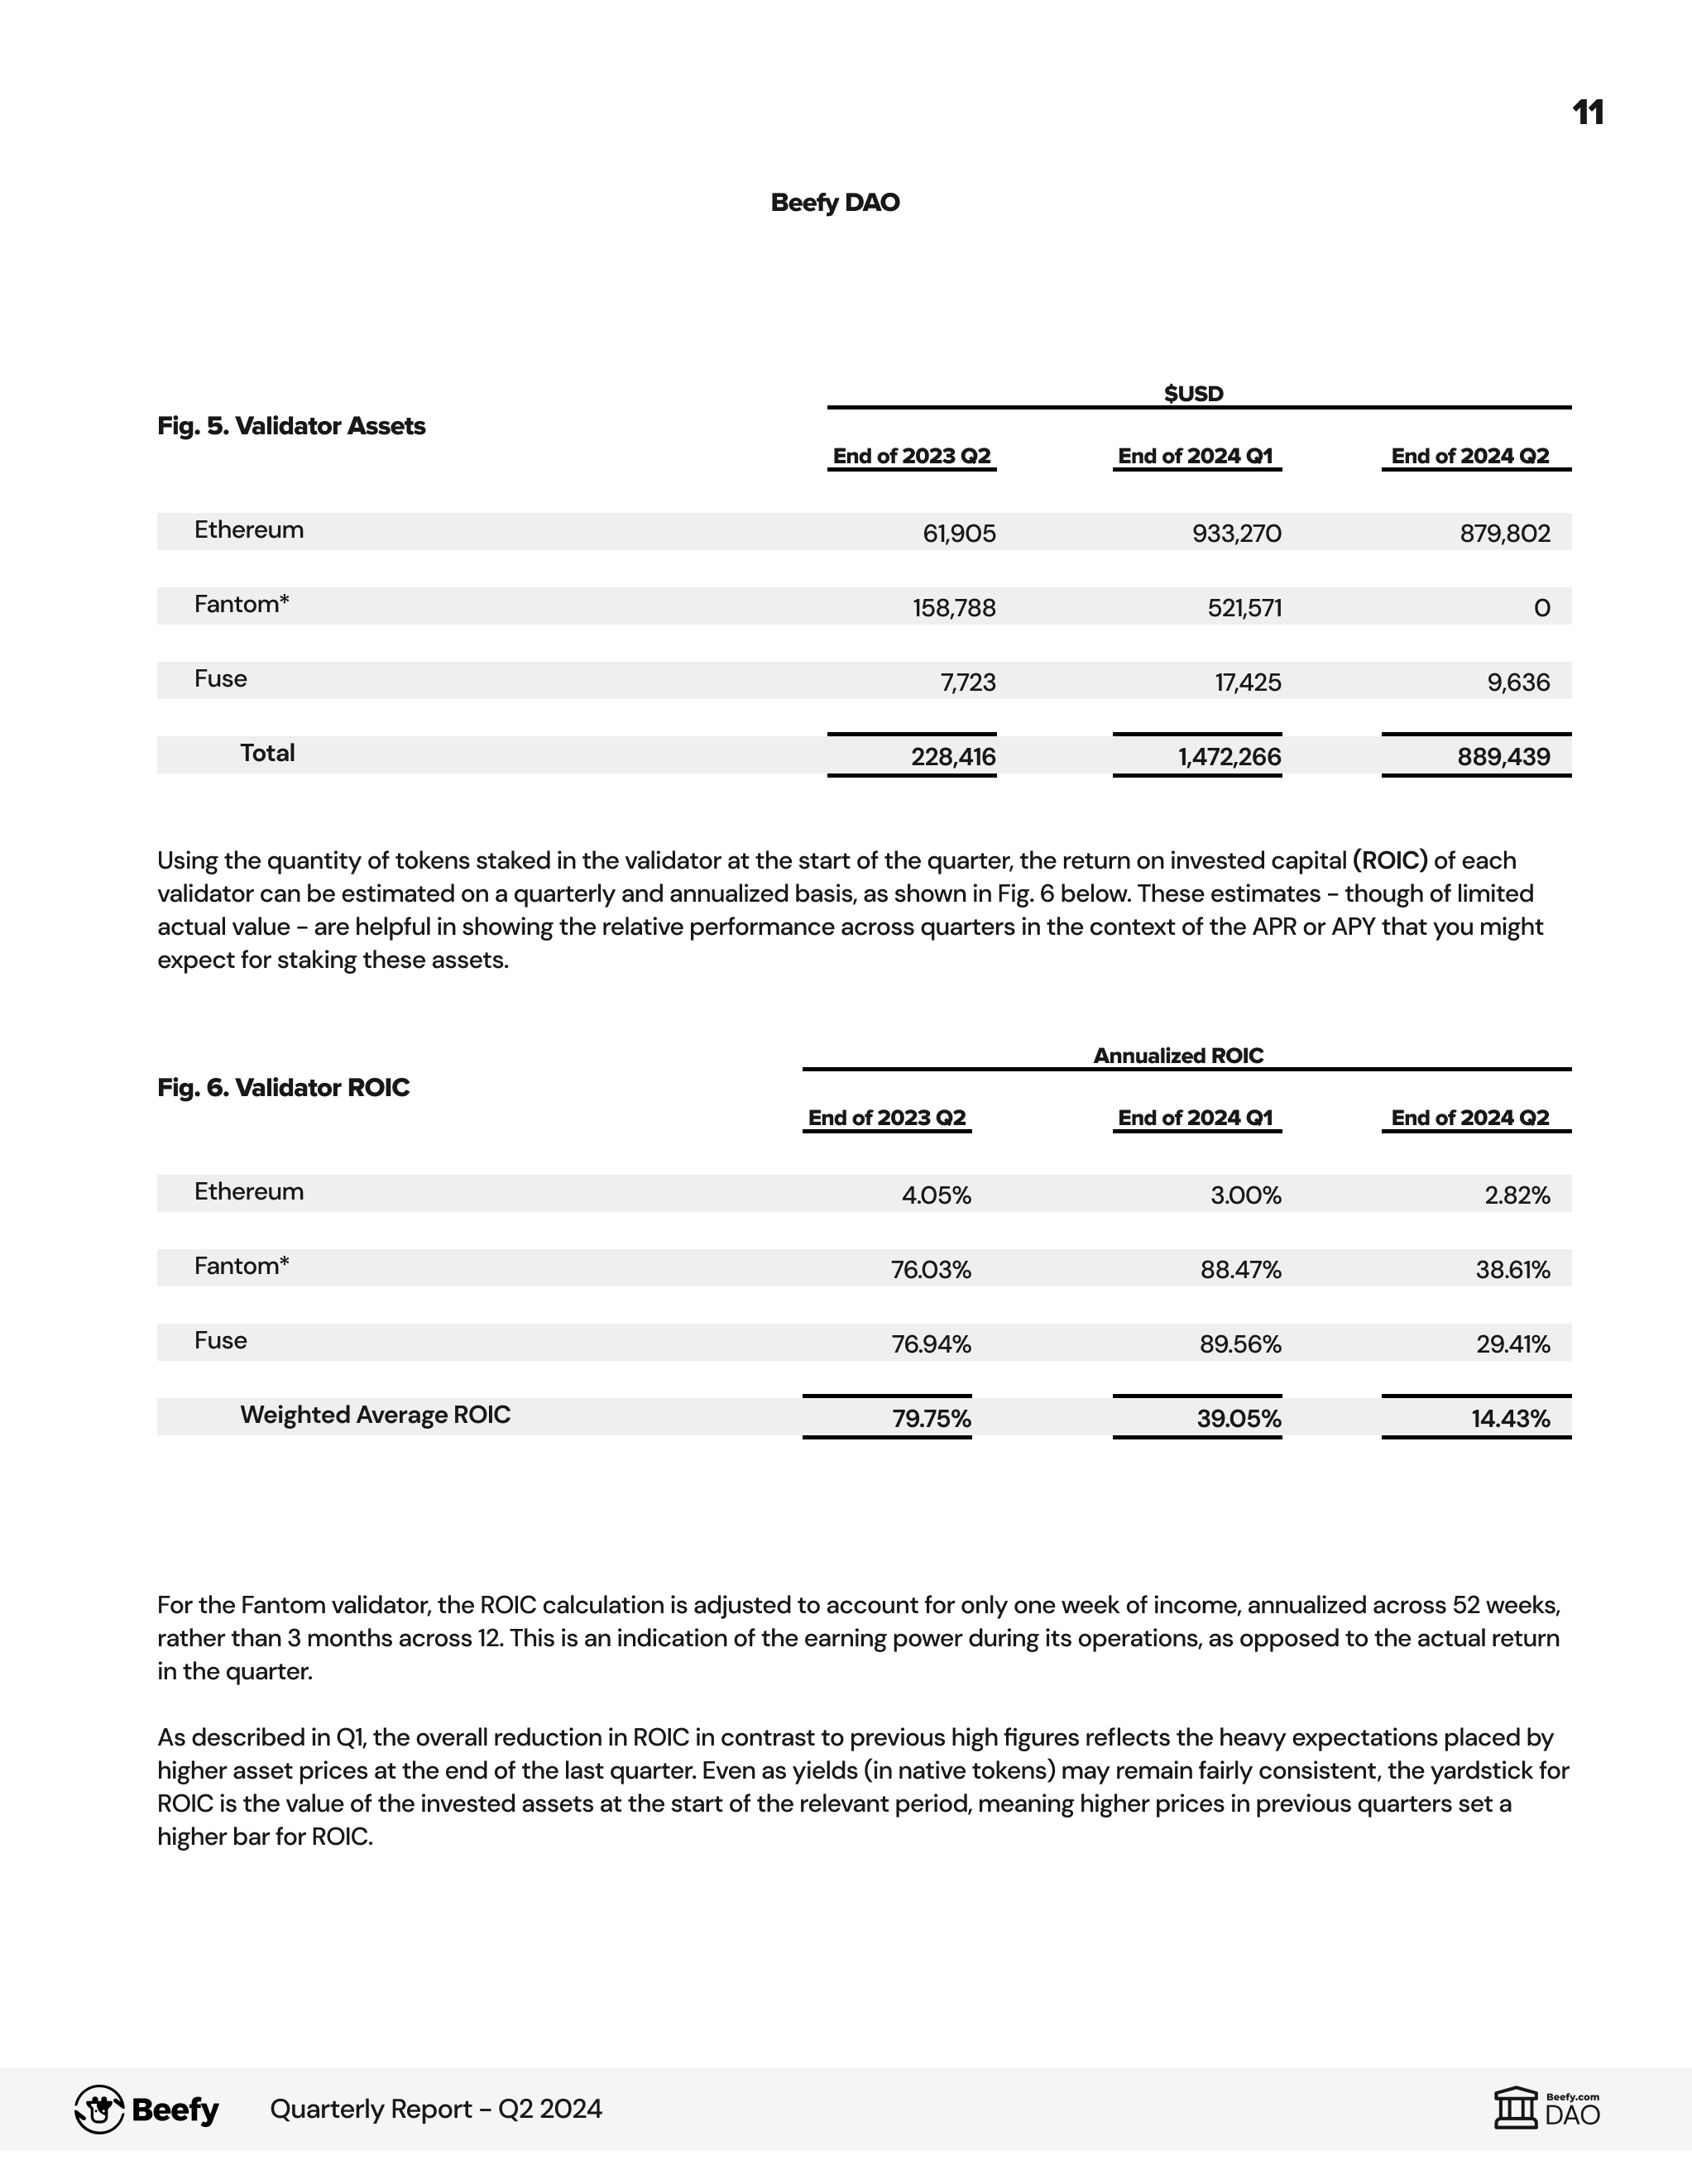 11
Beefy DAO
$USD
Fig. 5. Validator Assets
End of 2023 Q2 End of 2024 Q1 End of 2024 Q2
Ethereum 61,905 933,270 879,802
Fantom* 158,788 521,571 0
Fuse 7,723 17,425 9,636
Total 228,416 1,472,266 889,439
Using the quantity of tokens staked in the validator at the start of the quarter, the return on invested capital (ROIC) of each
validator can be estimated on a quarterly and annualized basis, as shown in Fig. 6 below. These estimates – though of limited
actual value – are helpful in showing the relative performance across quarters in the context of the APR or APY that you might
expect for staking these assets.
Annualized ROIC
Fig. 6. Validator ROIC
End of 2023 Q2 End of 2024 Q1 End of 2024 Q2
Ethereum 4.05% 3.00% 2.82%
Fantom* 76.03% 88.47% 38.61%
Fuse 76.94% 89.56% 29.41%
Weighted Average ROIC 79.75% 39.05% 14.43%
For the Fantom validator, the ROIC calculation is adjusted to account for only one week of income, annualized across 52 weeks,
rather than 3 months across 12. This is an indication of the earning power during its operations, as opposed to the actual return
in the quarter.
As described in Q1, the overall reduction in ROIC in contrast to previous high figures reflects the heavy expectations placed by
higher asset prices at the end of the last quarter. Even as yields (in native tokens) may remain fairly consistent, the yardstick for
ROIC is the value of the invested assets at the start of the relevant period, meaning higher prices in previous quarters set a
higher bar for ROIC.
Beefy Quarterly Report – Q2 2024
Beefy.com
DAO